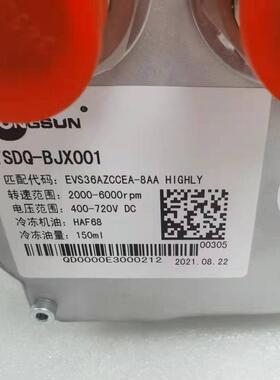 SDQ-BJX001
匹配代码: EVS36AZCCEA-8AA HIGHLY
转速范围: 2000-6000rpm
电压范围: 400-720V DC
冷冻机油: HAF68
冷冻油量: 150ml
00305
2021.08.22
QD0000E3000212